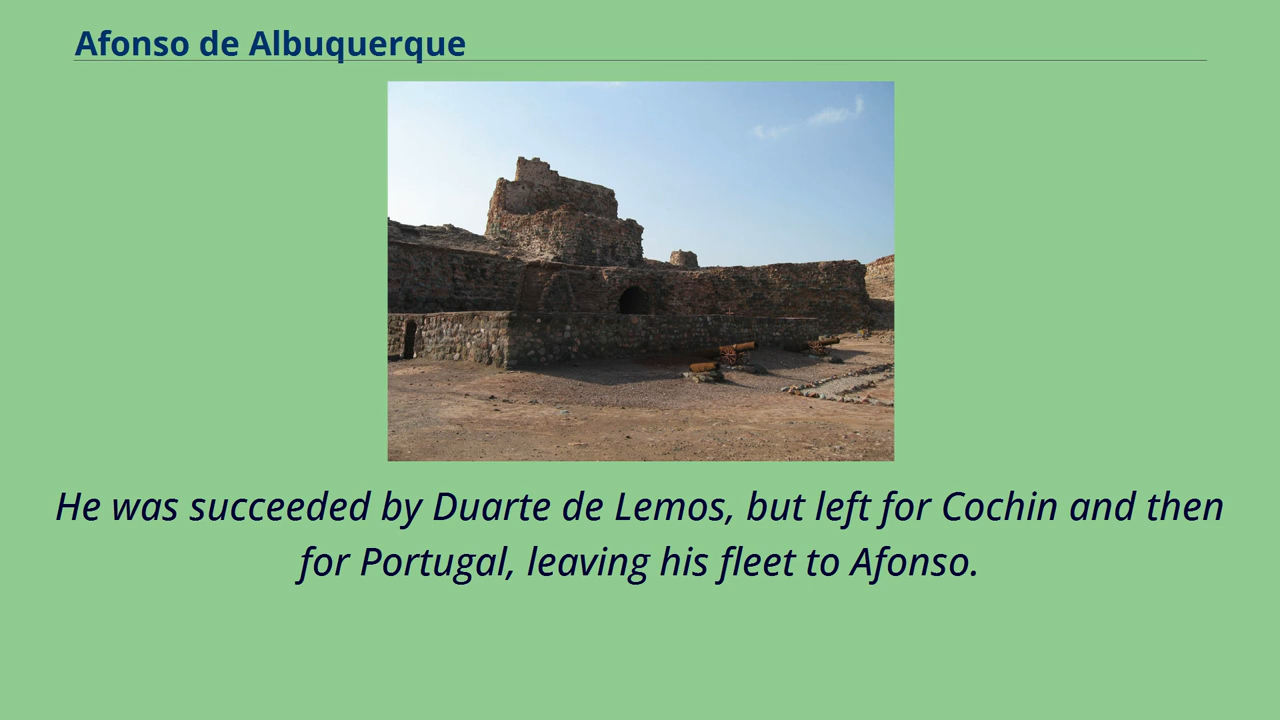 Afonso de Albuquerque
He was succeeded by Duarte de Lemos, but left for Cochin and then
for Portugal, leaving his fleet to Afonso.